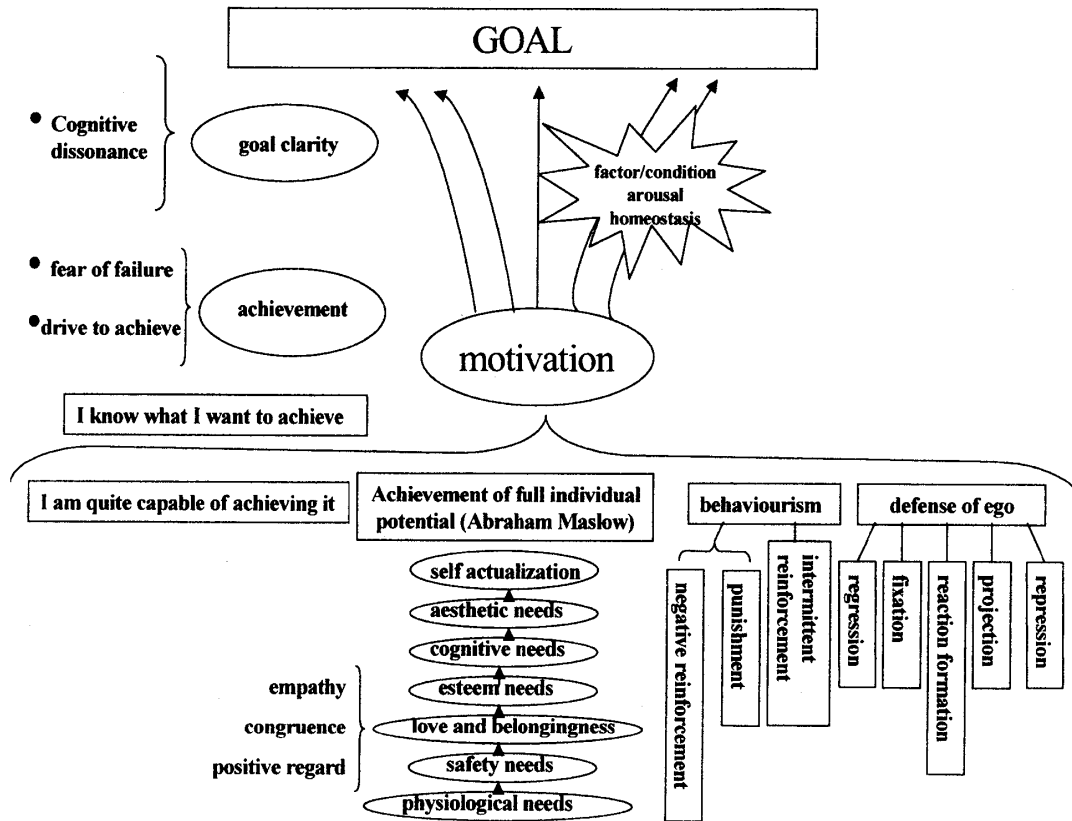 GOAL
• Cognitive
dissonance
goal clarity
factor/condition
arousal
homeostasis
• fear of failure
• drive to achieve
achievement
motivation
I know what I want to achieve
I am quite capable of achieving it
Achievement of full individual
potential (Abraham Maslow)
self actualization
aesthetic needs
cognitive needs
esteem needs
love and belongingness
safety needs
physiological needs
empathy
congruence
positive regard
behaviourism
negative reinforcement
punishment
intermittent
reinforcement
defense of ego
regression
fixation
reaction formation
projection
repression